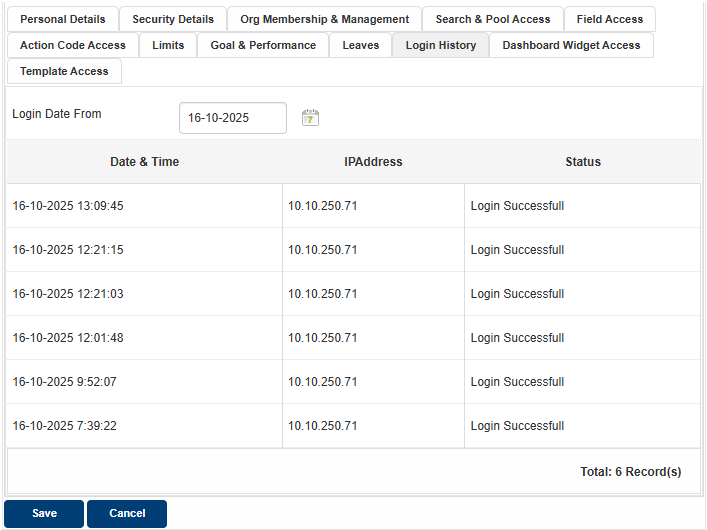 Personal Details Security Details Org Membership & Management Search & Pool Access Field Access
Action Code Access Limits Goal & Performance Leaves Login History Dashboard Widget Access
Template Access
Login Date From 16-10-2025 7
Date & Time IPAddress Status
16-10-2025 13:09:45 10.10.250.71 Login Successfull
16-10-2025 12:21:15 10.10.250.71 Login Successfull
16-10-2025 12:21:03 10.10.250.71 Login Successfull
16-10-2025 12:01:48 10.10.250.71 Login Successfull
16-10-2025 9:52:07 10.10.250.71 Login Successfull
16-10-2025 7:39:22 10.10.250.71 Login Successfull
Total: 6 Record(s)
Save Cancel